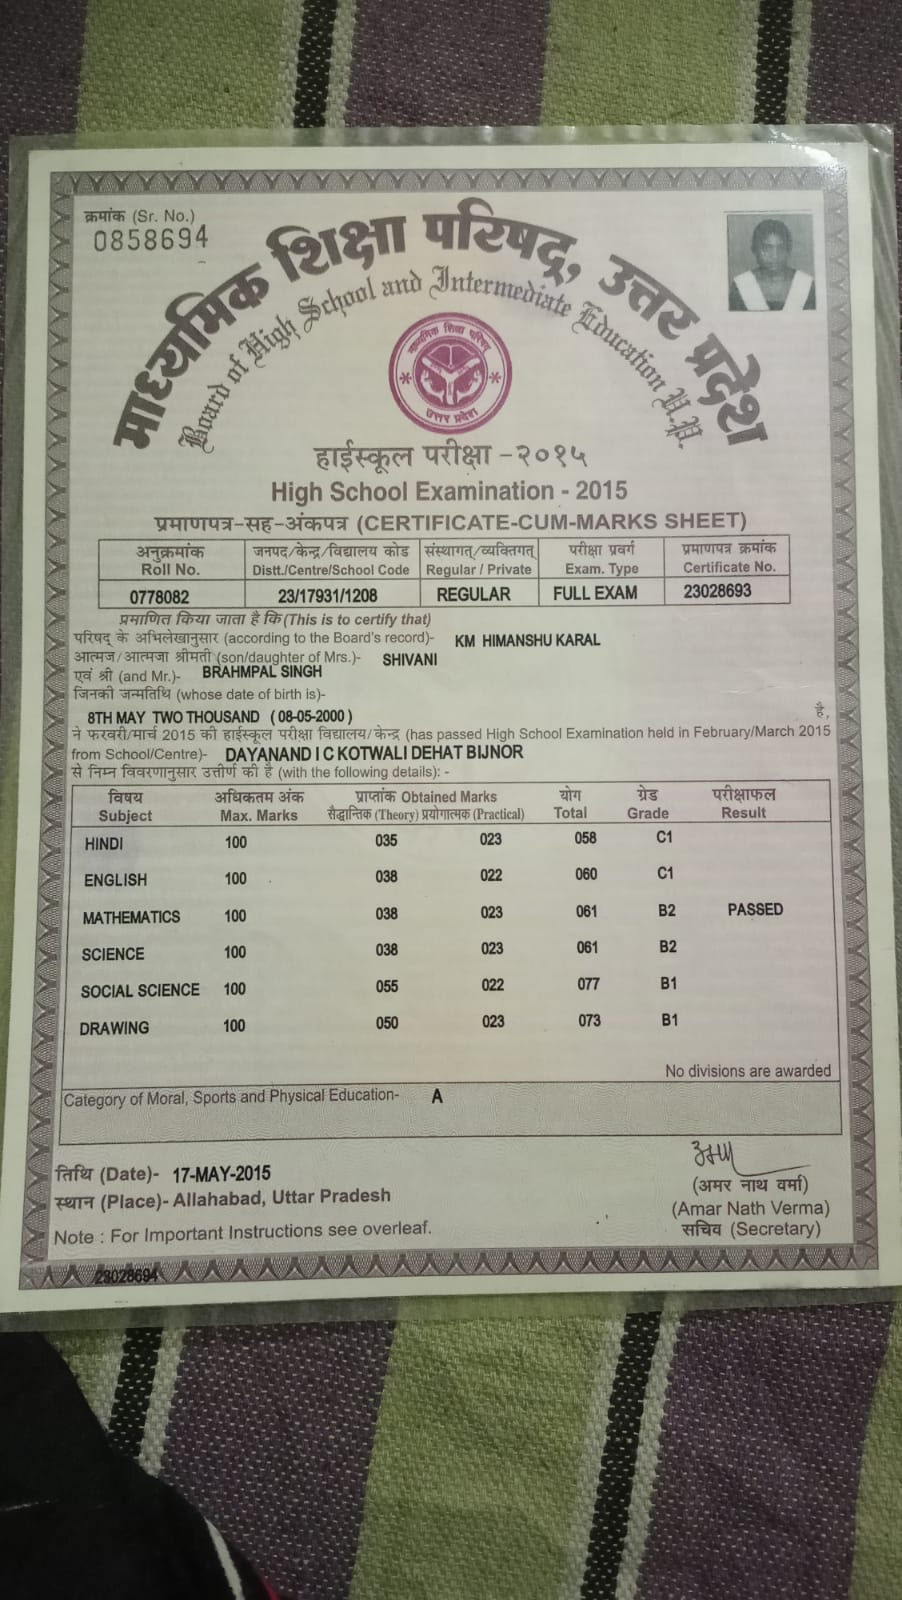 क्रमांक (Sr. No.)
0858694
माध्यमिक शिक्षा परिषद्, उत्तर प्रदेश
Board of High School and Intermediate Education U.P.
माध्यमिक शिक्षा परिषद्
उत्तर प्रदेश
हाईस्कूल परीक्षा - २०१५
High School Examination - 2015
प्रमाणपत्र-सह-अंकपत्र (CERTIFICATE-CUM-MARKS SHEET)
अनुक्रमांक जनपद/केन्द्र/विद्यालय कोड संस्थागत्/व्यक्तिगत् परीक्षा प्रवर्ग प्रमाणपत्र क्रमांक
Roll No. Distt./Centre/School Code Regular / Private Exam. Type Certificate No.
0778082 23/17931/1208 REGULAR FULL EXAM 23028693
प्रमाणित किया जाता है कि (This is to certify that)
परिषद् के अभिलेखानुसार (according to the Board's record)- KM HIMANSHU KARAL
आत्मज/आत्मजा श्रीमती (son/daughter of Mrs.)- SHIVANI
एवं श्री (and Mr.)- BRAHMPAL SINGH
जिनकी जन्मतिथि (whose date of birth is)-
8TH MAY TWO THOUSAND ( 08-05-2000 ) है,
ने फरवरी/मार्च 2015 की हाईस्कूल परीक्षा विद्यालय/केन्द्र (has passed High School Examination held in February/March 2015
from School/Centre)- DAYANAND I C KOTWALI DEHAT BIJNOR
से निम्न विवरणानुसार उत्तीर्ण की है (with the following details): -
विषय अधिकतम अंक प्राप्तांक Obtained Marks योग ग्रेड परीक्षाफल
Subject Max. Marks सैद्धान्तिक (Theory) प्रयोगात्मक (Practical) Total Grade Result
HINDI 100 035 023 058 C1
ENGLISH 100 038 022 060 C1
MATHEMATICS 100 038 023 061 B2 PASSED
SCIENCE 100 038 023 061 B2
SOCIAL SCIENCE 100 055 022 077 B1
DRAWING 100 050 023 073 B1
No divisions are awarded
Category of Moral, Sports and Physical Education- A
तिथि (Date)- 17-MAY-2015
स्थान (Place)- Allahabad, Uttar Pradesh
(अमर नाथ वर्मा)
(Amar Nath Verma)
सचिव (Secretary)
Note : For Important Instructions see overleaf.
23028694